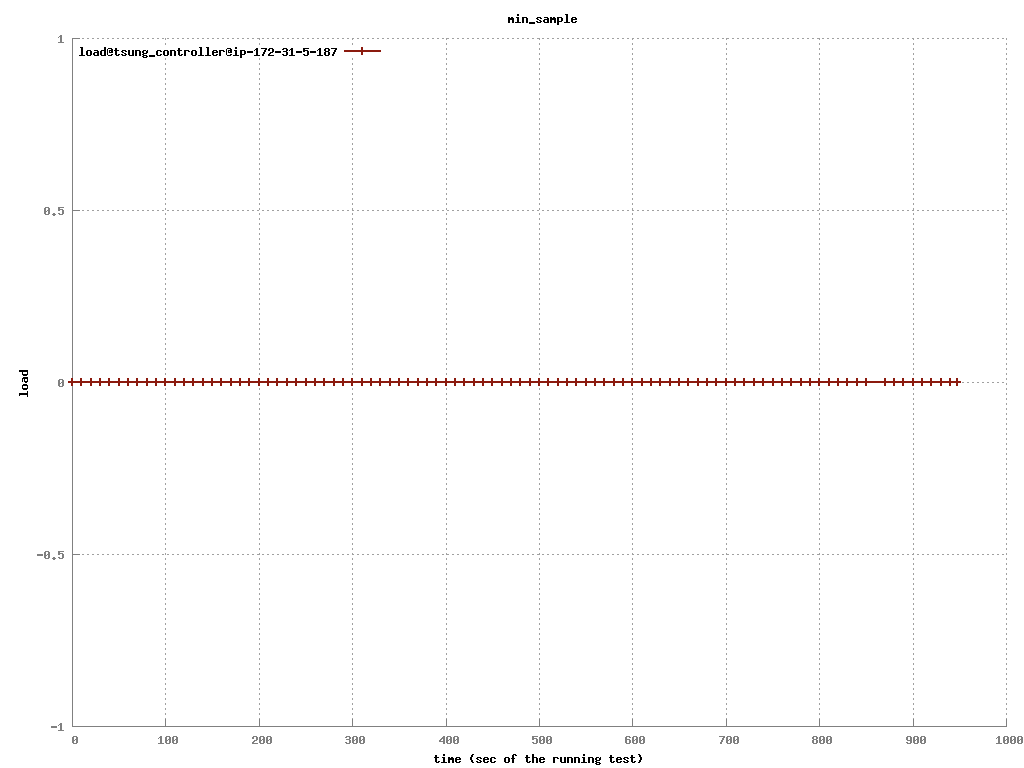 min_sample
load@tsung_controller@ip-172-31-5-187
1
0.5
0
-0.5
-1
load
0 100 200 300 400 500 600 700 800 900 1000
time (sec of the running test)